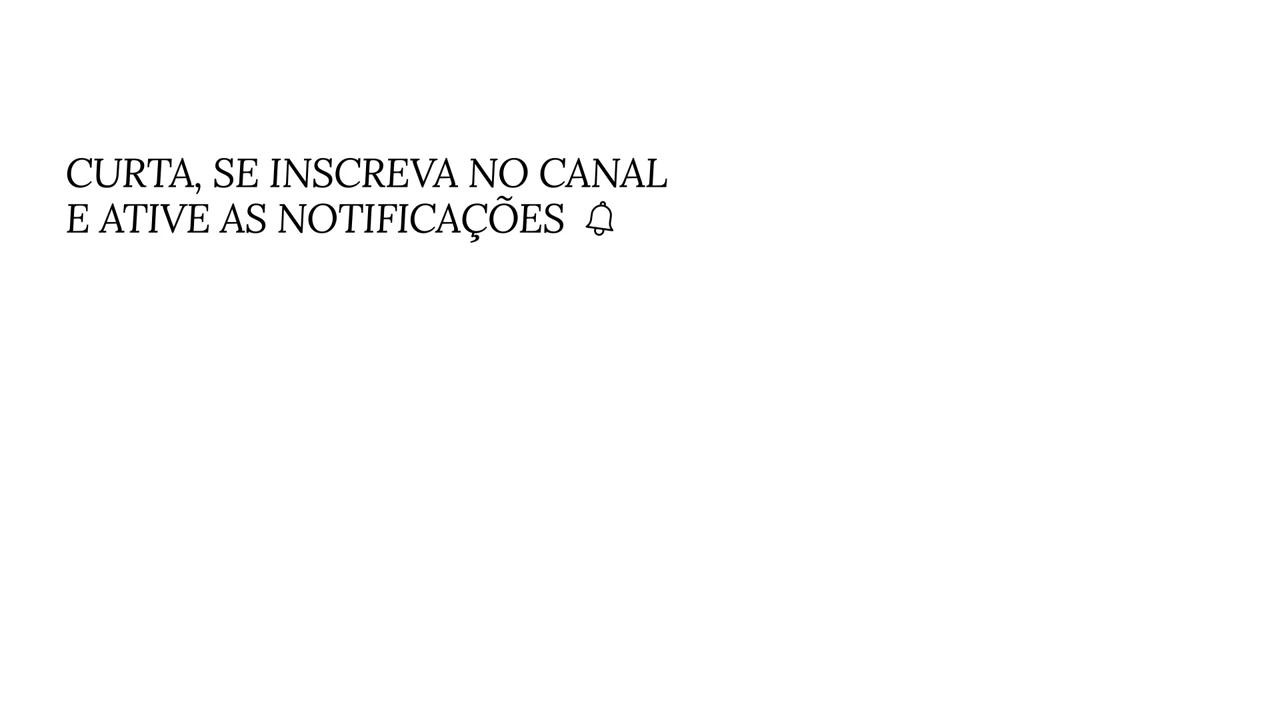 CURTA, SE INSCREVA NO CANAL
E ATIVE AS NOTIFICAÇÕES 🔔